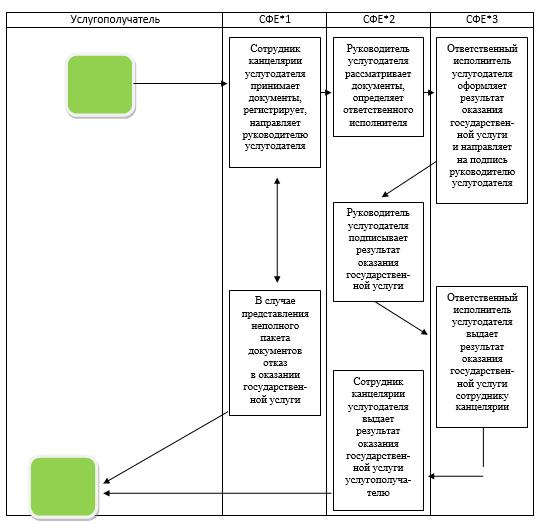 Услугополучатель
СФЕ*1
СФЕ*2
СФЕ*3
Сотрудник
канцелярии
услугодателя
принимает
документы,
регистрирует,
направляет
руководителю
услугодателя
Руководитель
услугодателя
рассматривает
документы,
определяет
ответственного
исполнителя
Ответственный
исполнитель
услугодателя
оформляет
результат
оказания
государствен-
ной услуги
и направляет
на подпись
руководителю
услугодателя
Руководитель
услугодателя
подписывает
результат
оказания
государствен-
ной услуги
В случае
представления
неполного
пакета
документов
отказ
в оказании
государствен-
ной услуги
Ответственный
исполнитель
услугодателя
выдает
результат
оказания
государствен-
ной услуги
сотруднику
канцелярии
Сотрудник
канцелярии
услугодателя
выдает
результат
оказания
государствен-
ной услуги
услугополуча-
телю